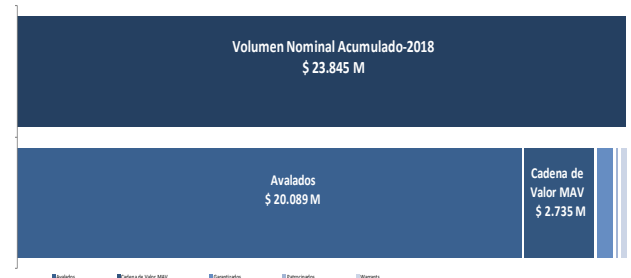 Volumen Nominal Acumulado-2018
$ 23.845 M
Avalados
$ 20.089 M
Cadena de
Valor MAV
$ 2.735 M
Avalados Cadena de Valor MAV Garantizados Patrocinados Warrants